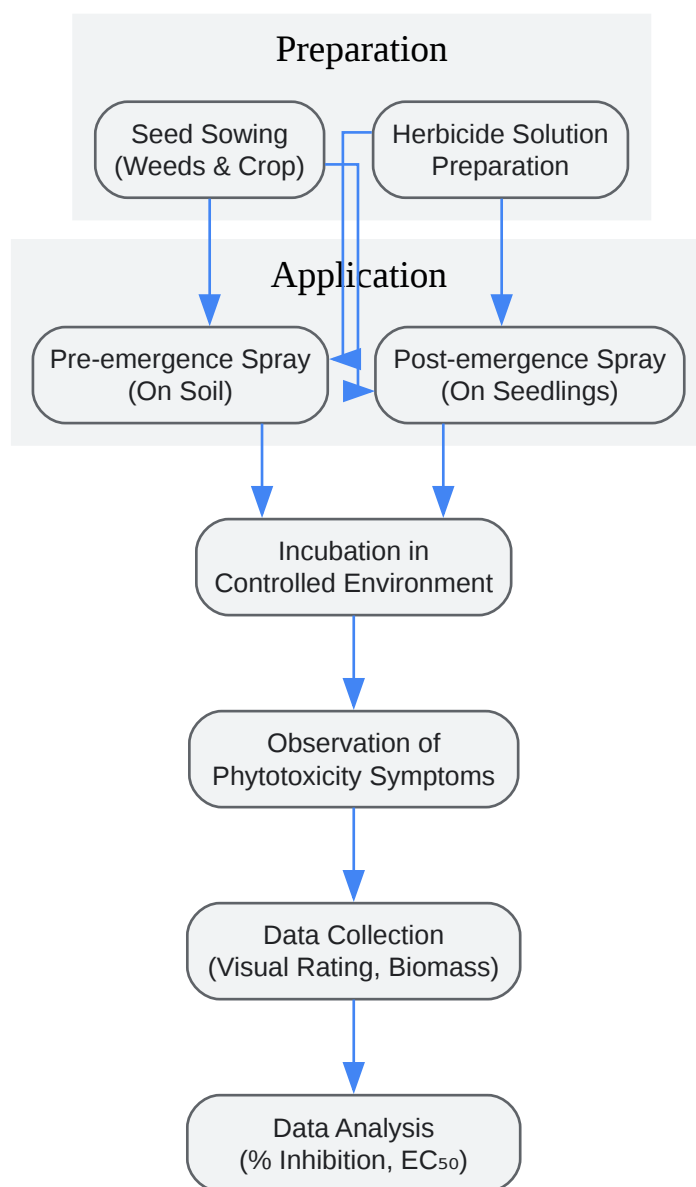 Preparation
Seed Sowing
(Weeds & Crop)
Herbicide Solution
Preparation
Application
Pre-emergence Spray
(On Soil)
Post-emergence Spray
(On Seedlings)
Incubation in
Controlled Environment
Observation of
Phytotoxicity Symptoms
Data Collection
(Visual Rating, Biomass)
Data Analysis
(% Inhibition, EC₅₀)